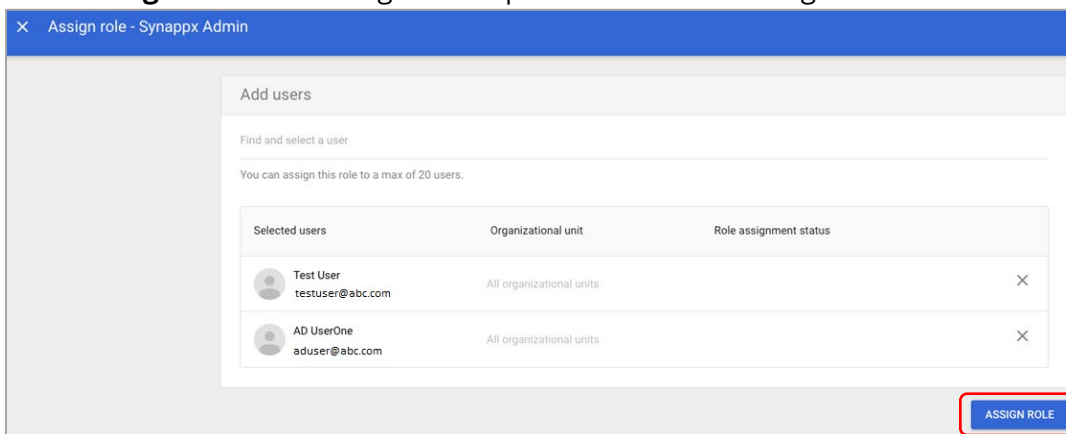 Assign role - Synappx Admin
Add users
Find and select a user
You can assign this role to a max of 20 users.
Selected users Organizational unit Role assignment status
Test User
testuser@abc.com
All organizational units
AD UserOne
aduser@abc.com
All organizational units
ASSIGN ROLE